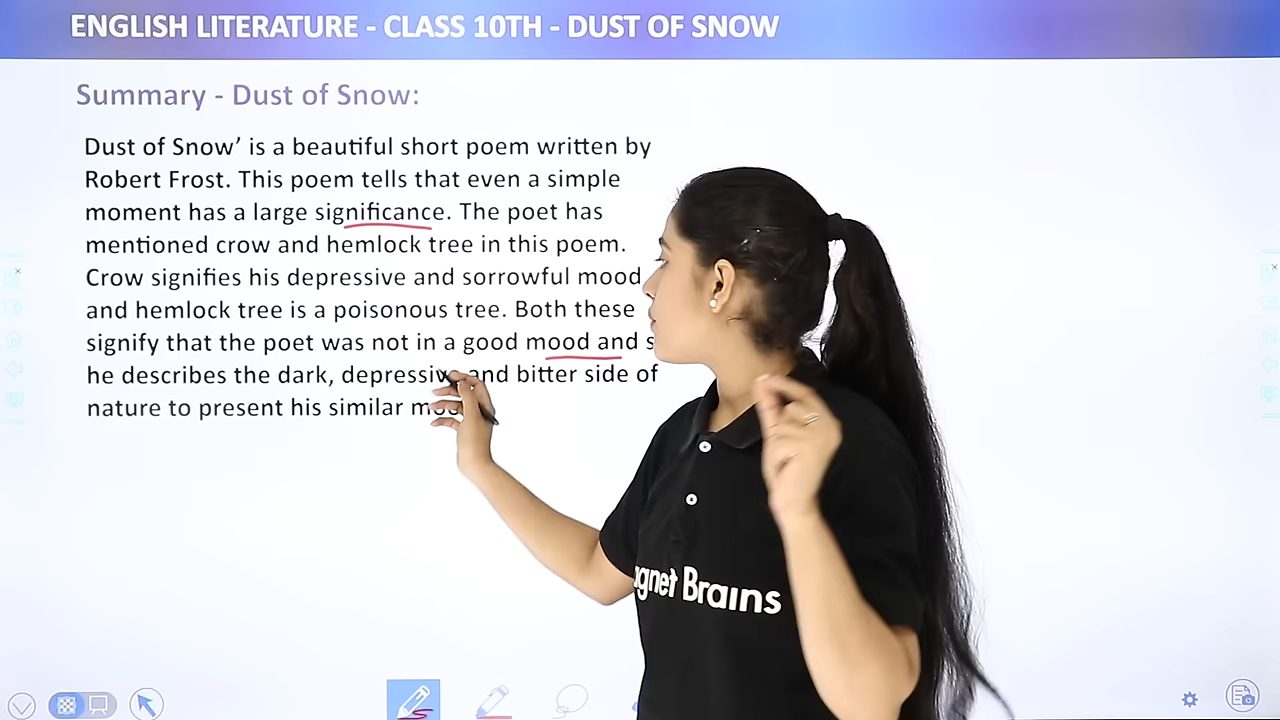 ENGLISH LITERATURE - CLASS 10TH - DUST OF SNOW
Summary - Dust of Snow:
Dust of Snow’ is a beautiful short poem written by
Robert Frost. This poem tells that even a simple
moment has a large significance. The poet has
mentioned crow and hemlock tree in this poem.
Crow signifies his depressive and sorrowful mood
and hemlock tree is a poisonous tree. Both these
signify that the poet was not in a good mood and
he describes the dark, depressive and bitter side of
nature to present his similar
Brains